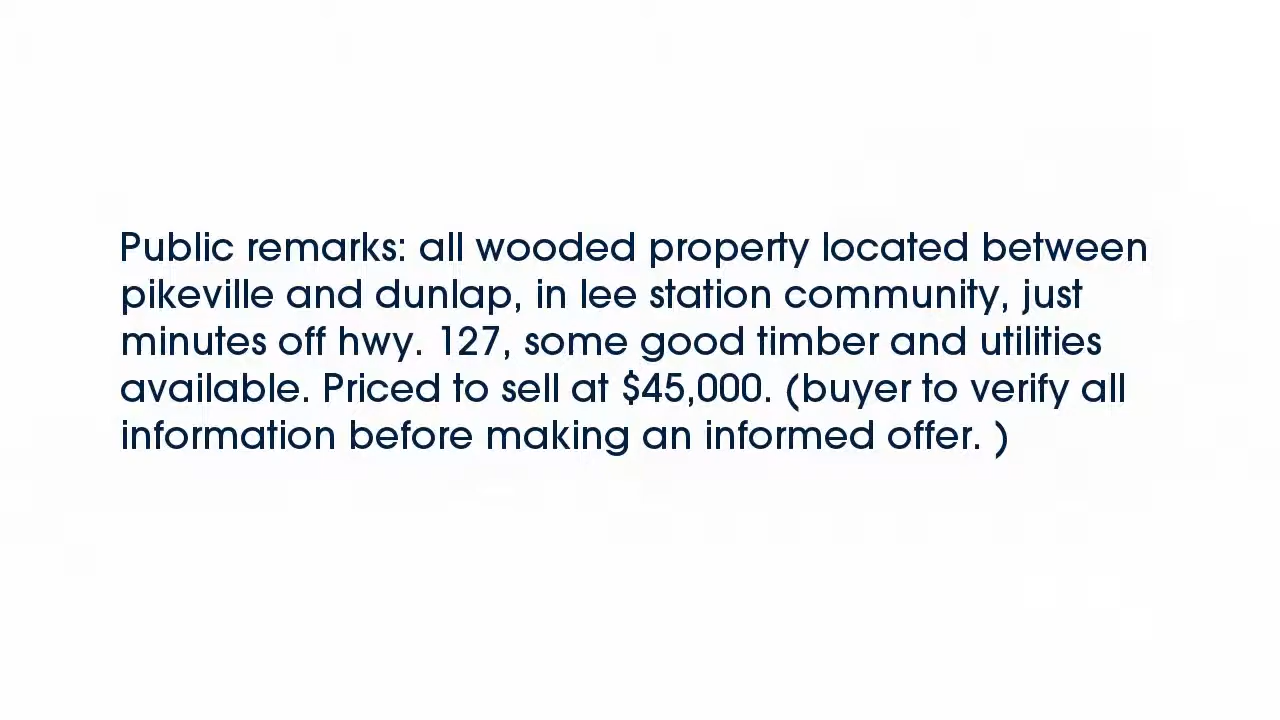 Public remarks: all wooded property located between
pikeville and dunlap, in lee station community, just
minutes off hwy. 127, some good timber and utilities
available. Priced to sell at $45,000. (buyer to verify all
information before making an informed offer. )